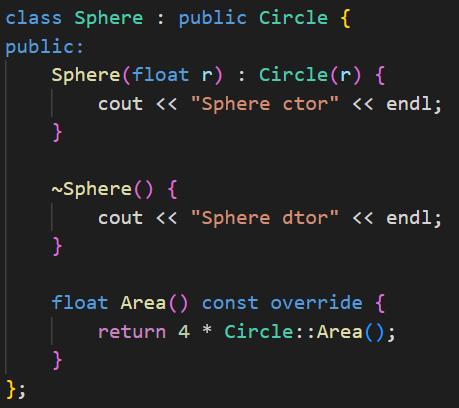 class Sphere : public Circle {
public:
    Sphere(float r) : Circle(r) {
        cout << "Sphere ctor" << endl;
    }

    ~Sphere() {
        cout << "Sphere dtor" << endl;
    }

    float Area() const override {
        return 4 * Circle::Area();
    }
};